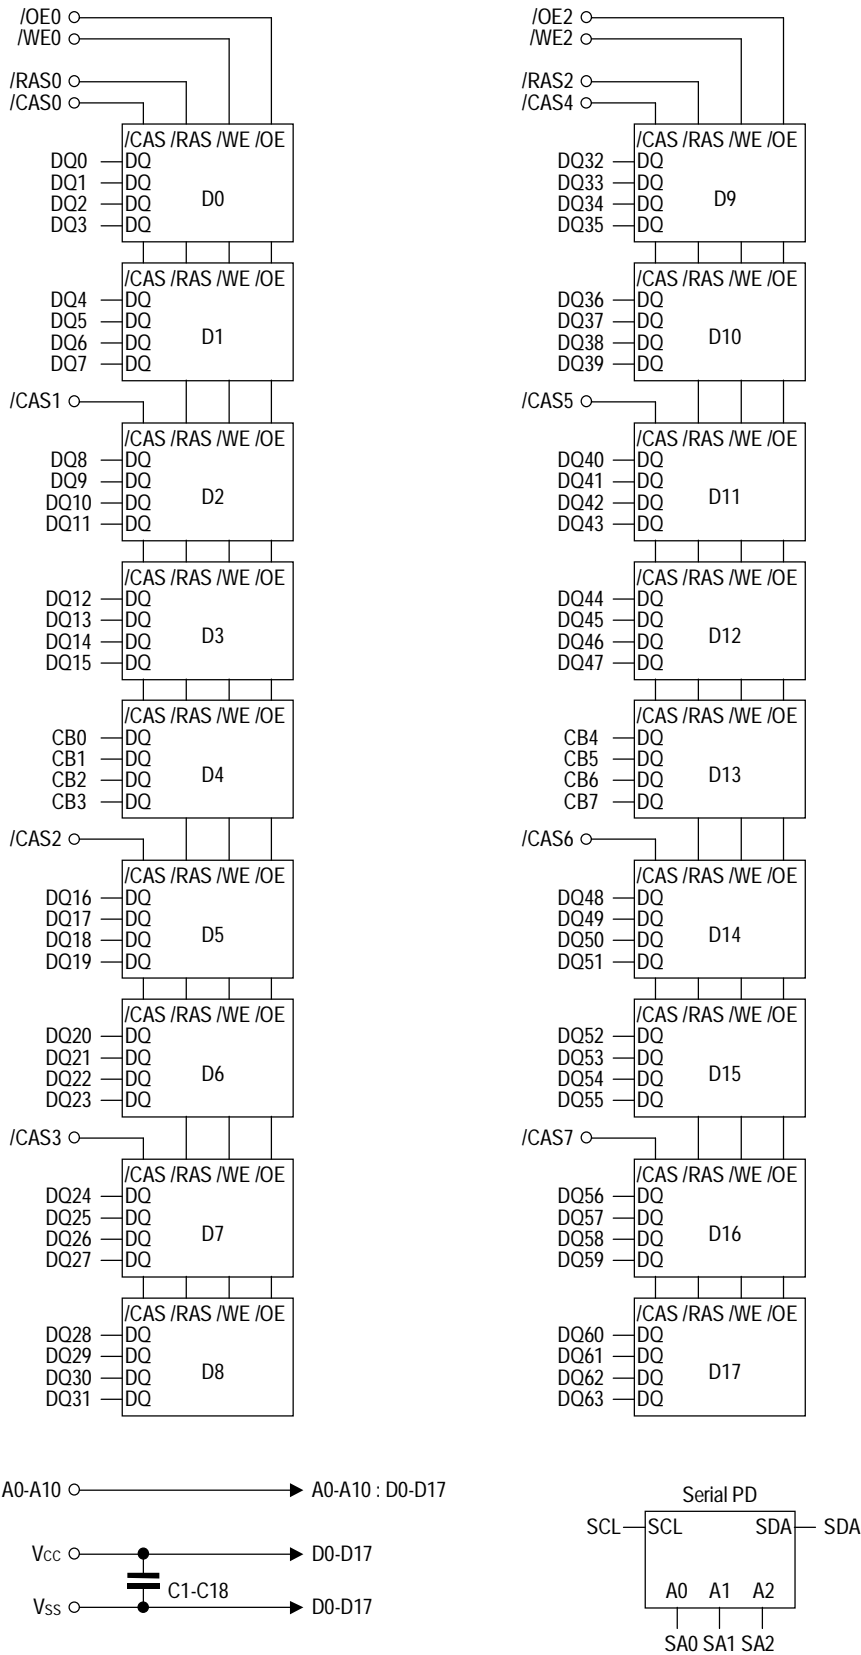 /OE0
/WE0
/RAS0
/CAS0
/CAS /RAS /WE /OE
DQ0 DQ
DQ1 DQ
DQ2 DQ
DQ3 DQ
D0
/CAS /RAS /WE /OE
DQ4 DQ
DQ5 DQ
DQ6 DQ
DQ7 DQ
D1
/CAS1
/CAS /RAS /WE /OE
DQ8 DQ
DQ9 DQ
DQ10 DQ
DQ11 DQ
D2
/CAS /RAS /WE /OE
DQ12 DQ
DQ13 DQ
DQ14 DQ
DQ15 DQ
D3
/CAS /RAS /WE /OE
CB0 DQ
CB1 DQ
CB2 DQ
CB3 DQ
D4
/CAS2
/CAS /RAS /WE /OE
DQ16 DQ
DQ17 DQ
DQ18 DQ
DQ19 DQ
D5
/CAS /RAS /WE /OE
DQ20 DQ
DQ21 DQ
DQ22 DQ
DQ23 DQ
D6
/CAS3
/CAS /RAS /WE /OE
DQ24 DQ
DQ25 DQ
DQ26 DQ
DQ27 DQ
D7
/CAS /RAS /WE /OE
DQ28 DQ
DQ29 DQ
DQ30 DQ
DQ31 DQ
D8
/OE2
/WE2
/RAS2
/CAS4
/CAS /RAS /WE /OE
DQ32 DQ
DQ33 DQ
DQ34 DQ
DQ35 DQ
D9
/CAS /RAS /WE /OE
DQ36 DQ
DQ37 DQ
DQ38 DQ
DQ39 DQ
D10
/CAS5
/CAS /RAS /WE /OE
DQ40 DQ
DQ41 DQ
DQ42 DQ
DQ43 DQ
D11
/CAS /RAS /WE /OE
DQ44 DQ
DQ45 DQ
DQ46 DQ
DQ47 DQ
D12
/CAS /RAS /WE /OE
CB4 DQ
CB5 DQ
CB6 DQ
CB7 DQ
D13
/CAS6
/CAS /RAS /WE /OE
DQ48 DQ
DQ49 DQ
DQ50 DQ
DQ51 DQ
D14
/CAS /RAS /WE /OE
DQ52 DQ
DQ53 DQ
DQ54 DQ
DQ55 DQ
D15
/CAS7
/CAS /RAS /WE /OE
DQ56 DQ
DQ57 DQ
DQ58 DQ
DQ59 DQ
D16
/CAS /RAS /WE /OE
DQ60 DQ
DQ61 DQ
DQ62 DQ
DQ63 DQ
D17
A0-A10 A0-A10 : D0-D17
Vcc D0-D17
C1-C18
Vss D0-D17
Serial PD
SCL SCL SDA SDA
A0 A1 A2
SA0 SA1 SA2